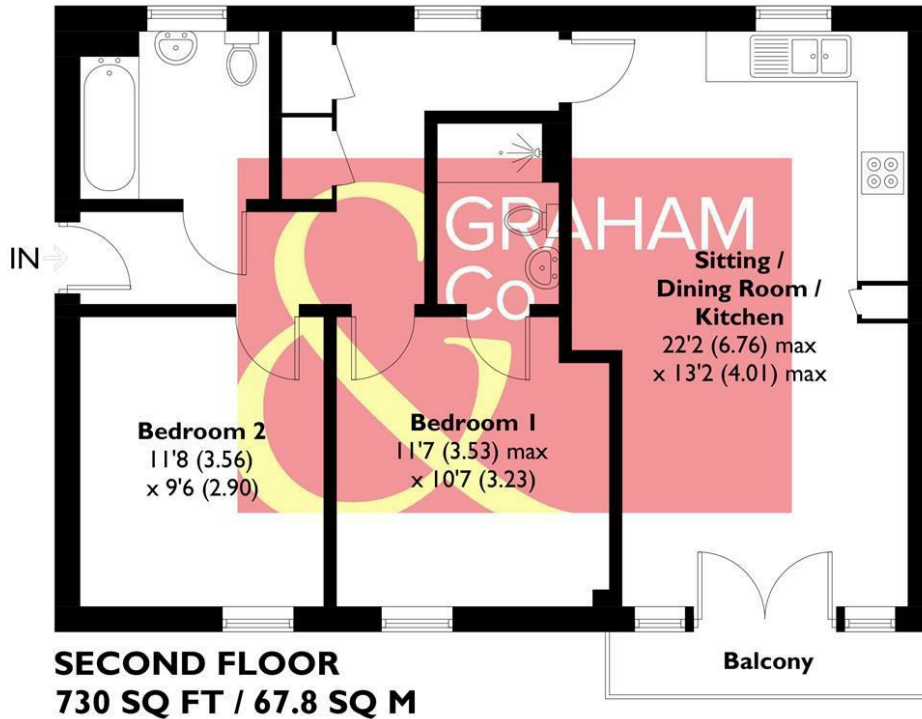 IN
GRAHAM
& Co
Sitting /
Dining Room /
Kitchen
22'2 (6.76) max
x 13'2 (4.01) max
Bedroom 2
11'8 (3.56)
x 9'6 (2.90)
Bedroom 1
11'7 (3.53) max
x 10'7 (3.23)
Balcony
SECOND FLOOR
730 SQ FT / 67.8 SQ M